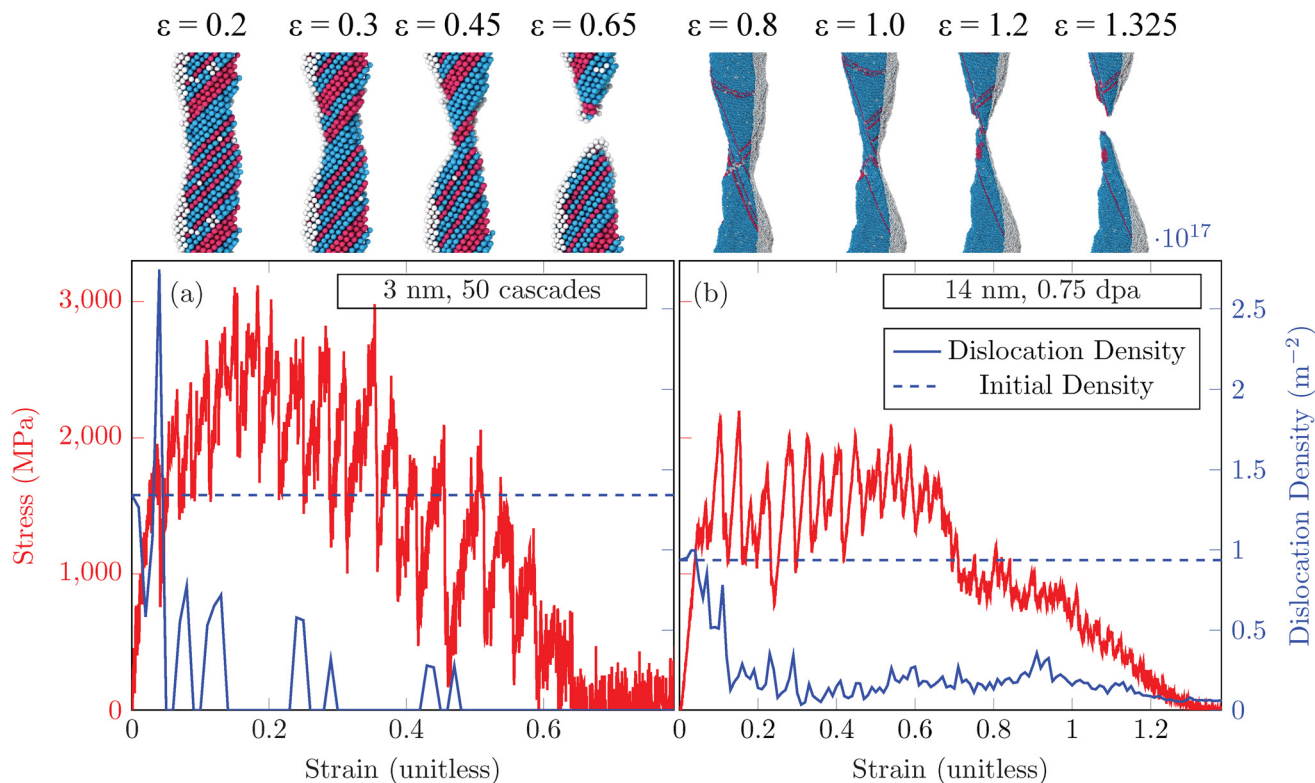 ε = 0.2 ε = 0.3 ε = 0.45 ε = 0.65 ε = 0.8 ε = 1.0 ε = 1.2 ε = 1.325
·10¹⁷
(a) 3 nm, 50 cascades
(b) 14 nm, 0.75 dpa
Dislocation Density
Initial Density
Stress (MPa)
3,000
2,000
1,000
0
2.5
2
1.5
1
0.5
0
Dislocation Density (m⁻²)
0 0.2 0.4 0.6
0 0.2 0.4 0.6 0.8 1 1.2
Strain (unitless)
Strain (unitless)